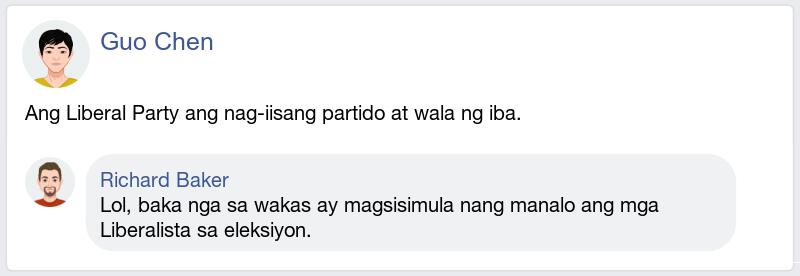 Guo Chen
Ang Liberal Party ang nag-iisang partido at wala ng iba.
Richard Baker
Lol, baka nga sa wakas ay magsisimula nang manalo ang mga
Liberalista sa eleksiyon.